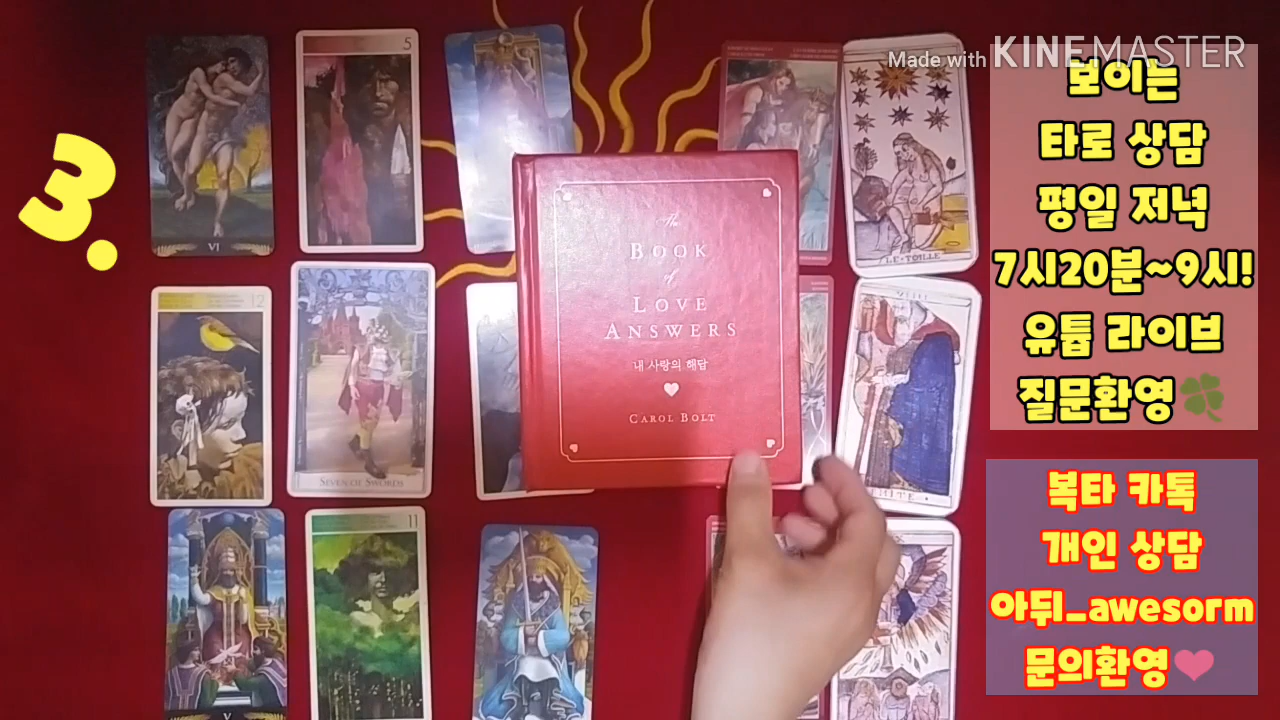 Made with KINEMASTER
3.
5
VI
LE·TOILLE
12
SEVEN OF SWORDS
The
BOOK
of
LOVE
ANSWERS
내 사랑의 해답
CAROL BOLT
VIIII
11
V
보이는
타로 상담
평일 저녁
7시20분~9시!
유튭 라이브
질문환영🍀
복타 카톡
개인 상담
아뒤_awesorm
문의환영❤